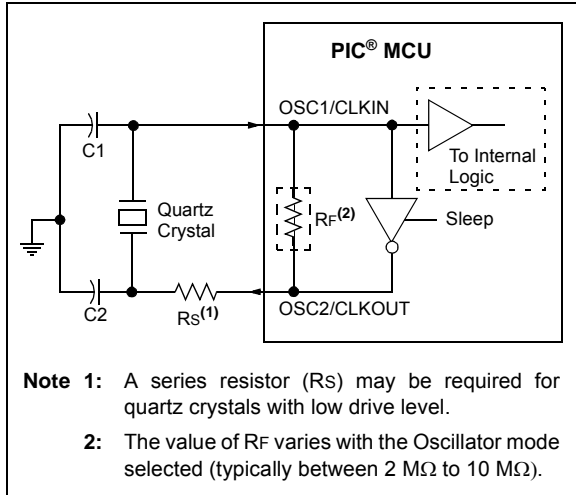 PIC® MCU
OSC1/CLKIN
C1
To Internal
Logic
Quartz
Crystal
RF(2)
Sleep
C2
RS(1)
OSC2/CLKOUT
Note 1: A series resistor (RS) may be required for
quartz crystals with low drive level.
2: The value of RF varies with the Oscillator mode
selected (typically between 2 MΩ to 10 MΩ).